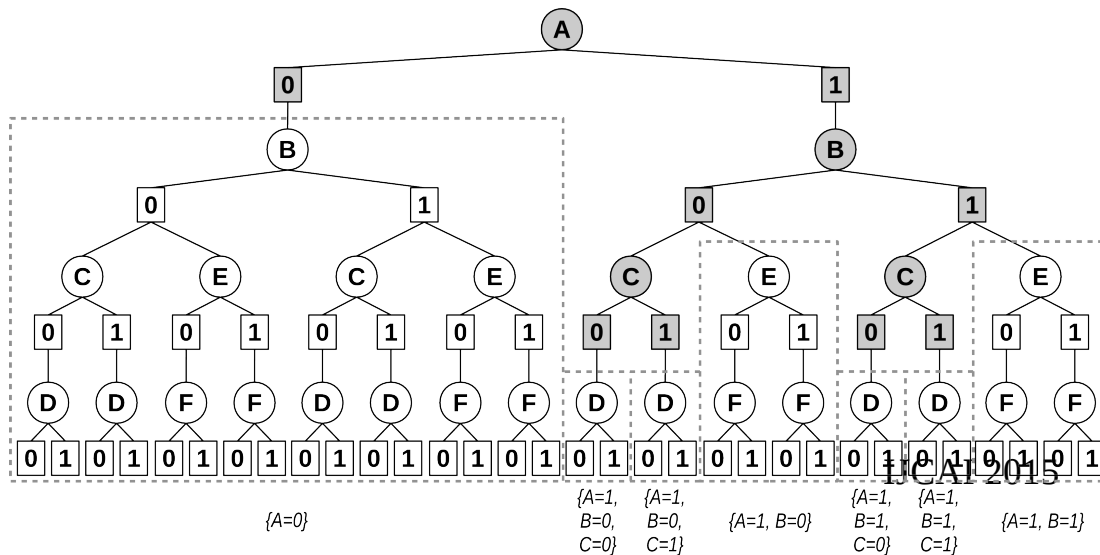 A
0 1
B B
0 1 0 1
C E C E C E C E
0 1 0 1 0 1 0 1 0 1 0 1 0 1 0 1
D D F F D D F F D D F F D D F F
0 1 0 1 0 1 0 1 0 1 0 1 0 1 0 1 0 1 0 1 0 1 0 1 0 1 0 1 0 1 0 1
IJCAI 2015
{A=0}
{A=1,
B=0,
C=0}
{A=1,
B=0,
C=1}
{A=1, B=0}
{A=1,
B=1,
C=0}
{A=1,
B=1,
C=1}
{A=1, B=1}